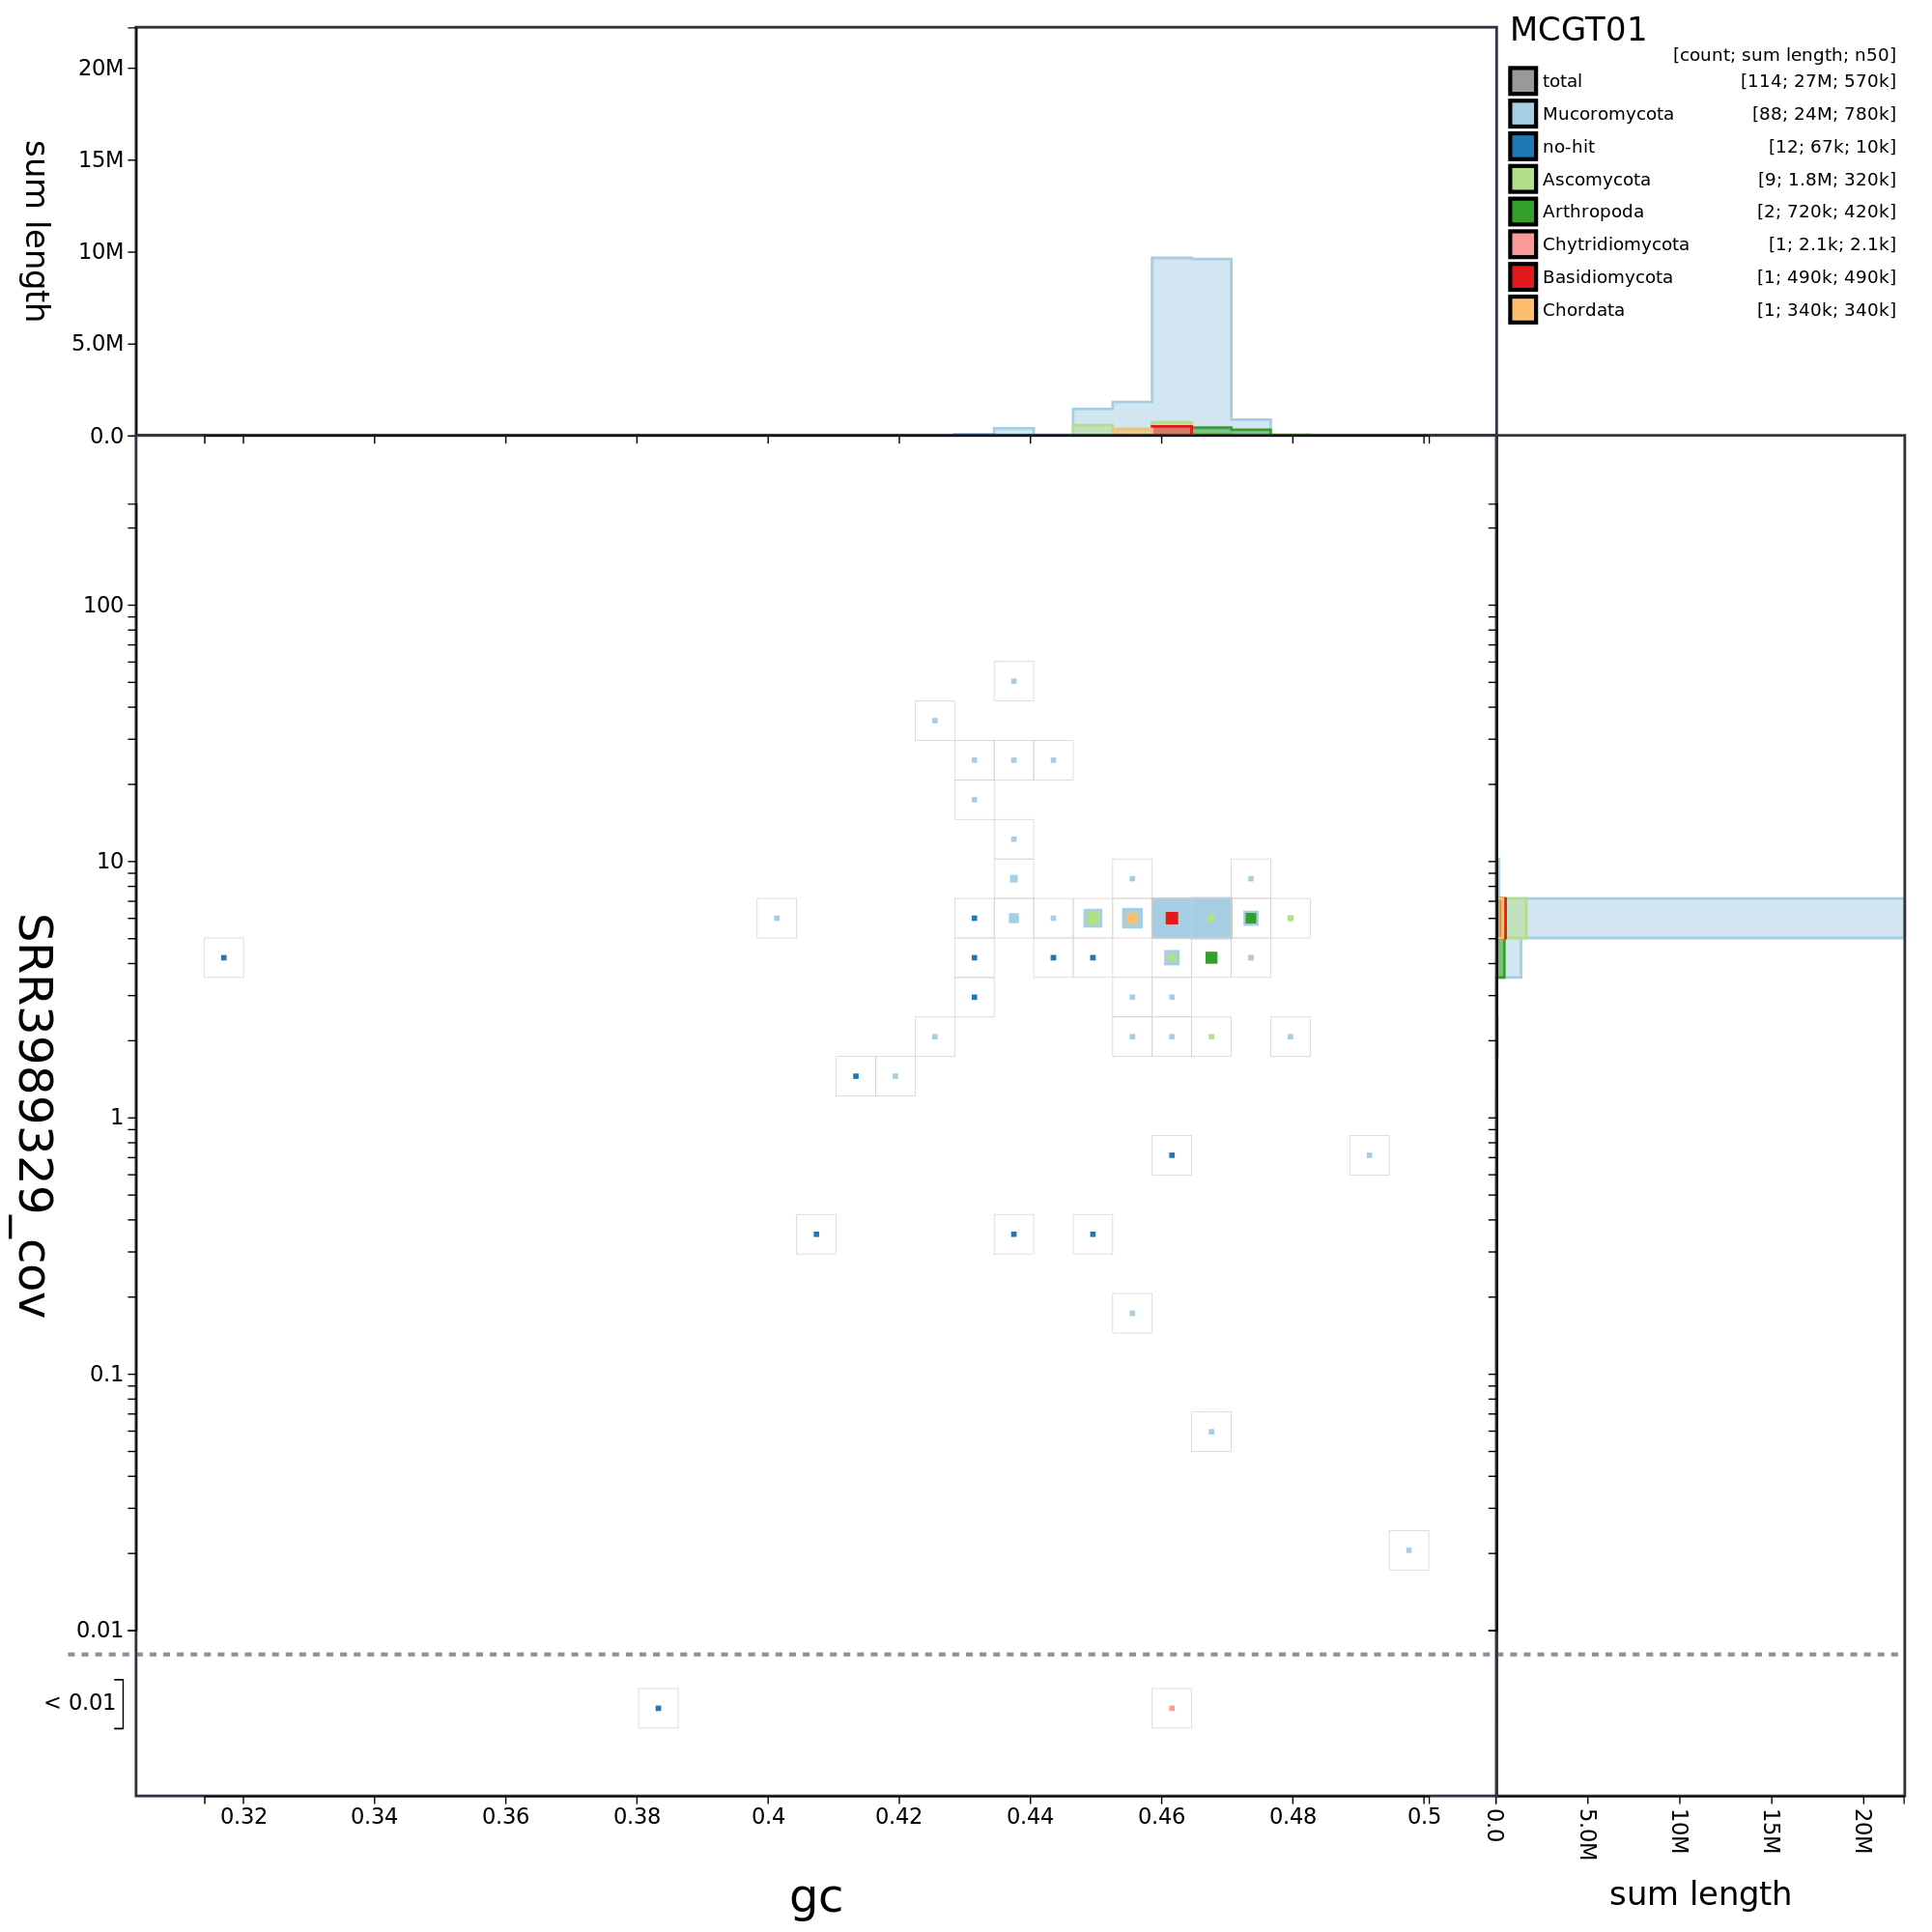 MCGT01
[count; sum length; n50]
total [114; 27M; 570k]
Mucoromycota [88; 24M; 780k]
no-hit [12; 67k; 10k]
Ascomycota [9; 1.8M; 320k]
Arthropoda [2; 720k; 420k]
Chytridiomycota [1; 2.1k; 2.1k]
Basidiomycota [1; 490k; 490k]
Chordata [1; 340k; 340k]
sum length
20M
15M
10M
5.0M
0.0
SRR3989329_cov
100
10
1
0.1
0.01
< 0.01
0.32 0.34 0.36 0.38 0.4 0.42 0.44 0.46 0.48 0.5
gc
0.0 5.0M 10M 15M 20M
sum length